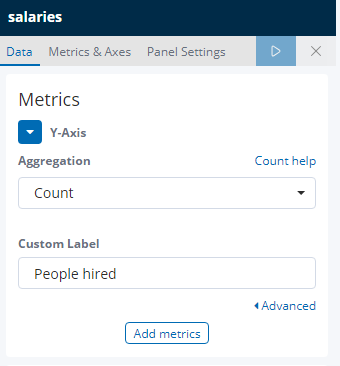 salaries
Data Metrics & Axes Panel Settings
Metrics
Y-Axis
Aggregation Count help
Count
Custom Label
People hired
Advanced
Add metrics